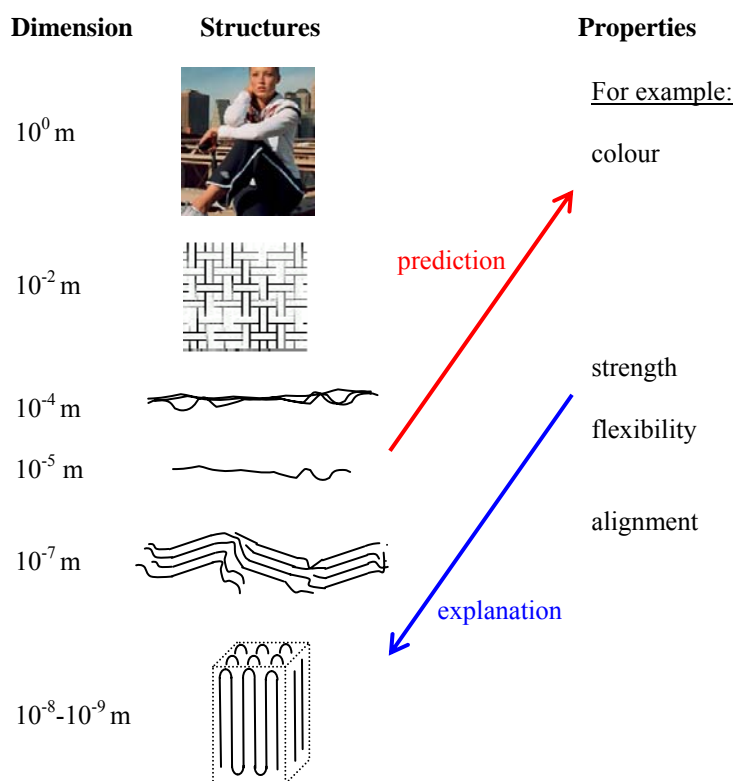 Dimension Structures Properties
For example:
10⁰ m
colour
prediction
10⁻² m
strength
10⁻⁴ m
flexibility
10⁻⁵ m
alignment
10⁻⁷ m
explanation
10⁻⁸-10⁻⁹ m